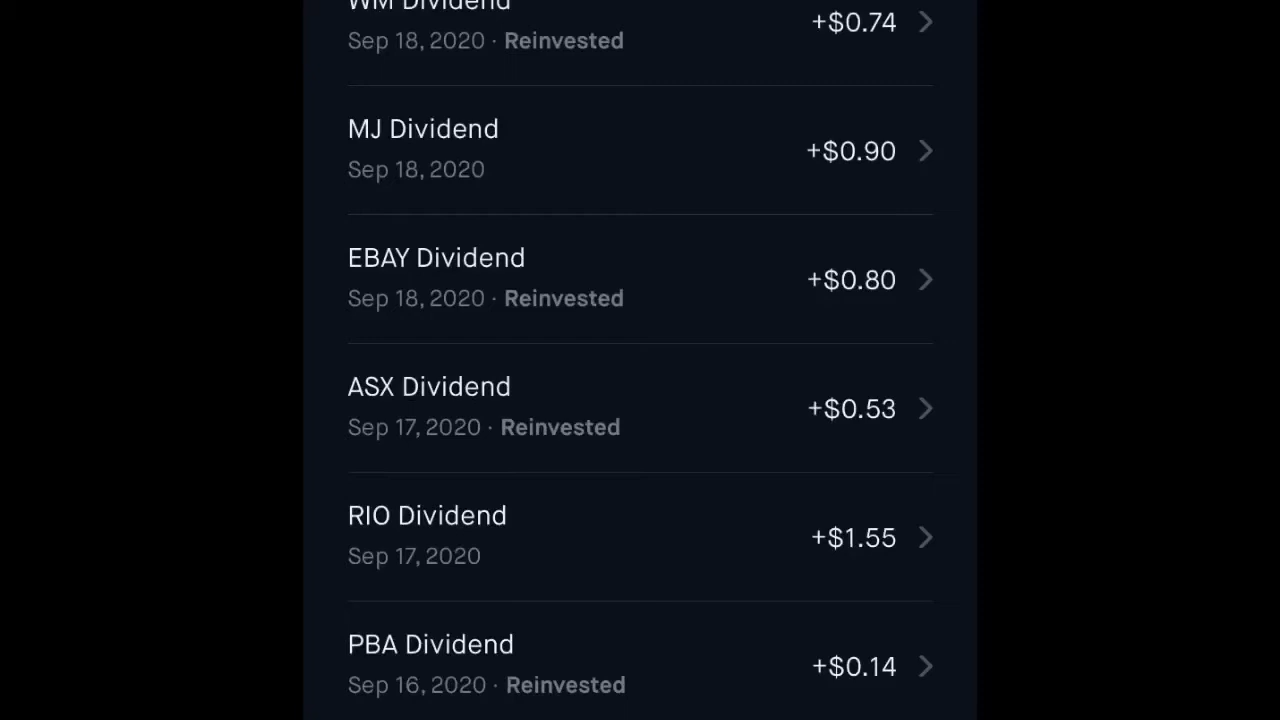 WM Dividend
+$0.74
Sep 18, 2020 · Reinvested
MJ Dividend
+$0.90
Sep 18, 2020
EBAY Dividend
+$0.80
Sep 18, 2020 · Reinvested
ASX Dividend
+$0.53
Sep 17, 2020 · Reinvested
RIO Dividend
+$1.55
Sep 17, 2020
PBA Dividend
+$0.14
Sep 16, 2020 · Reinvested